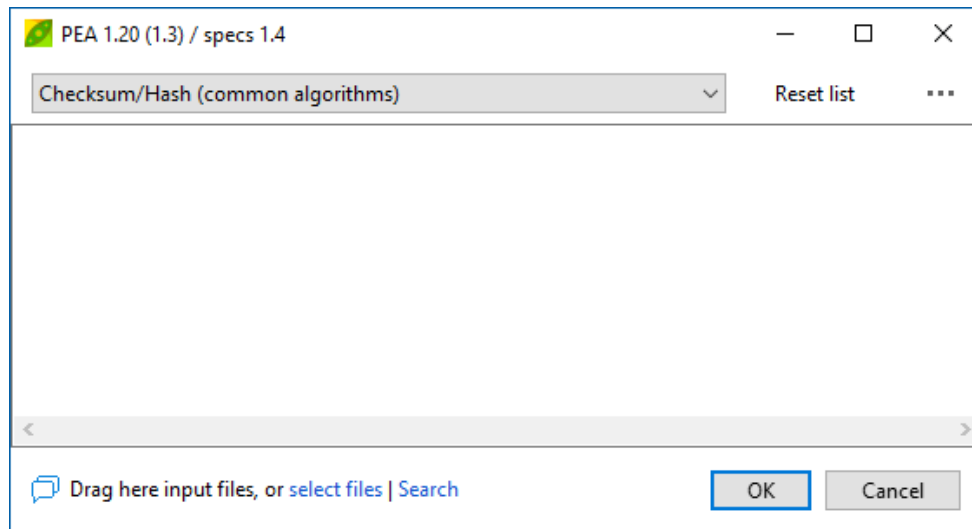 PEA 1.20 (1.3) / specs 1.4
Checksum/Hash (common algorithms) Reset list ...
Drag here input files, or select files | Search OK Cancel